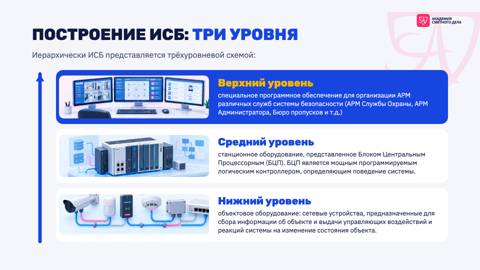 АКАДЕМИЯ
СМЕТНОГО ДЕЛА
ПОСТРОЕНИЕ ИСБ: ТРИ УРОВНЯ
Иерархически ИСБ представляется трёхуровневой схемой:
Верхний уровень
специальное программное обеспечение для организации АРМ
различных служб системы безопасности (АРМ Службы Охраны, АРМ
Администратора, Бюро пропусков и т.д.)
Средний уровень
станционное оборудование, представленное Блоком Центральным
Процессорным (БЦП). БЦП является мощным программируемым
логическим контроллером, определяющим поведение системы.
Нижний уровень
объектовое оборудование: сетевые устройства, предназначенные для
сбора информации об объекте и выдачи управляющих воздействий и
реакций системы на изменение состояния объекта.